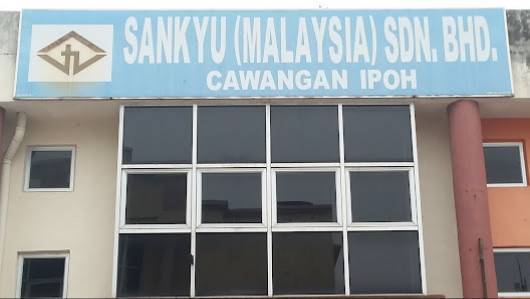 SANKYU (MALAYSIA) SDN. BHD.
CAWANGAN IPOH